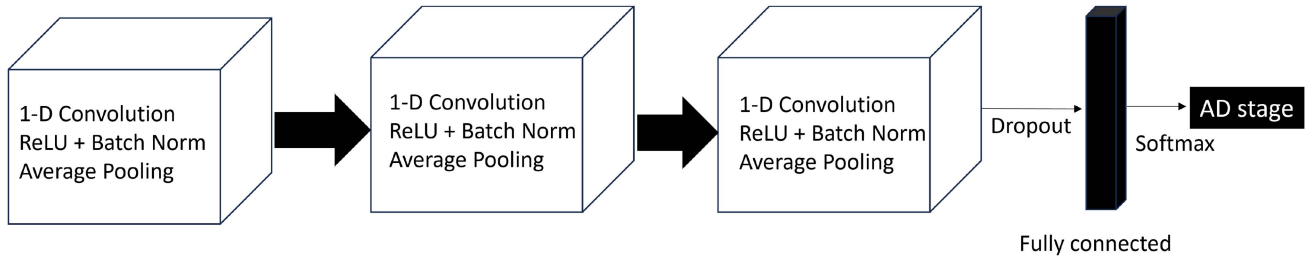 1-D Convolution
ReLU + Batch Norm
Average Pooling
1-D Convolution
ReLU + Batch Norm
Average Pooling
1-D Convolution
ReLU + Batch Norm
Average Pooling
Dropout
Softmax
AD stage
Fully connected